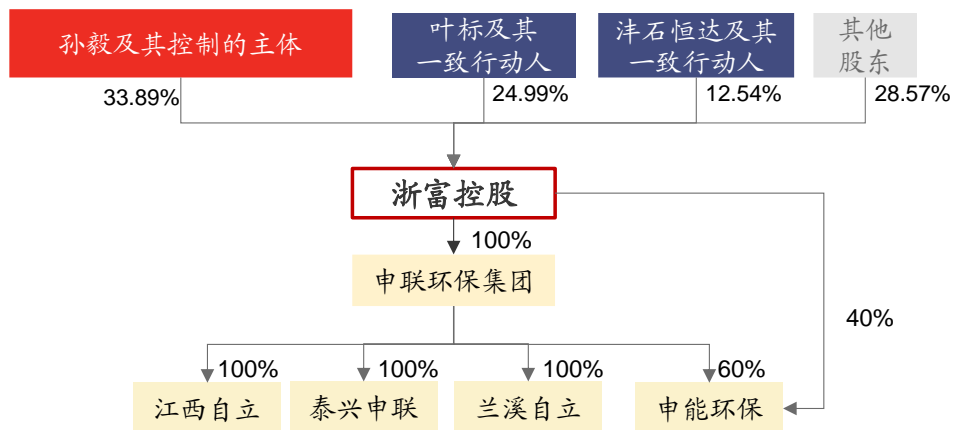 孙毅及其控制的主体
叶标及其
一致行动人
沣石恒达及其
一致行动人
其他
股东
33.89%
24.99%
12.54%
28.57%
浙富控股
100%
申联环保集团
40%
100%
100%
100%
60%
江西自立
泰兴申联
兰溪自立
申能环保